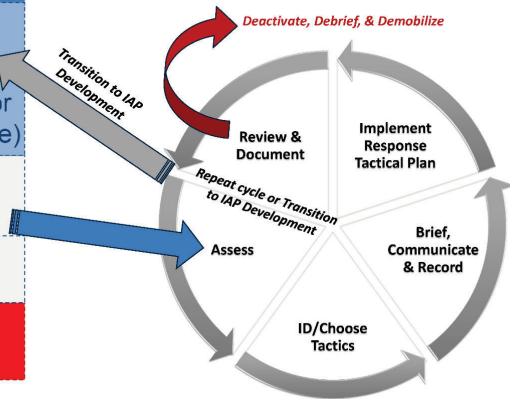 Deactivate, Debrief, & Demobilize
Transition to IAP
Development
or
e)
Review &
Document
Implement
Response
Tactical Plan
Repeat cycle or Transition
to IAP Development
Assess
Brief,
Communicate
& Record
ID/Choose
Tactics